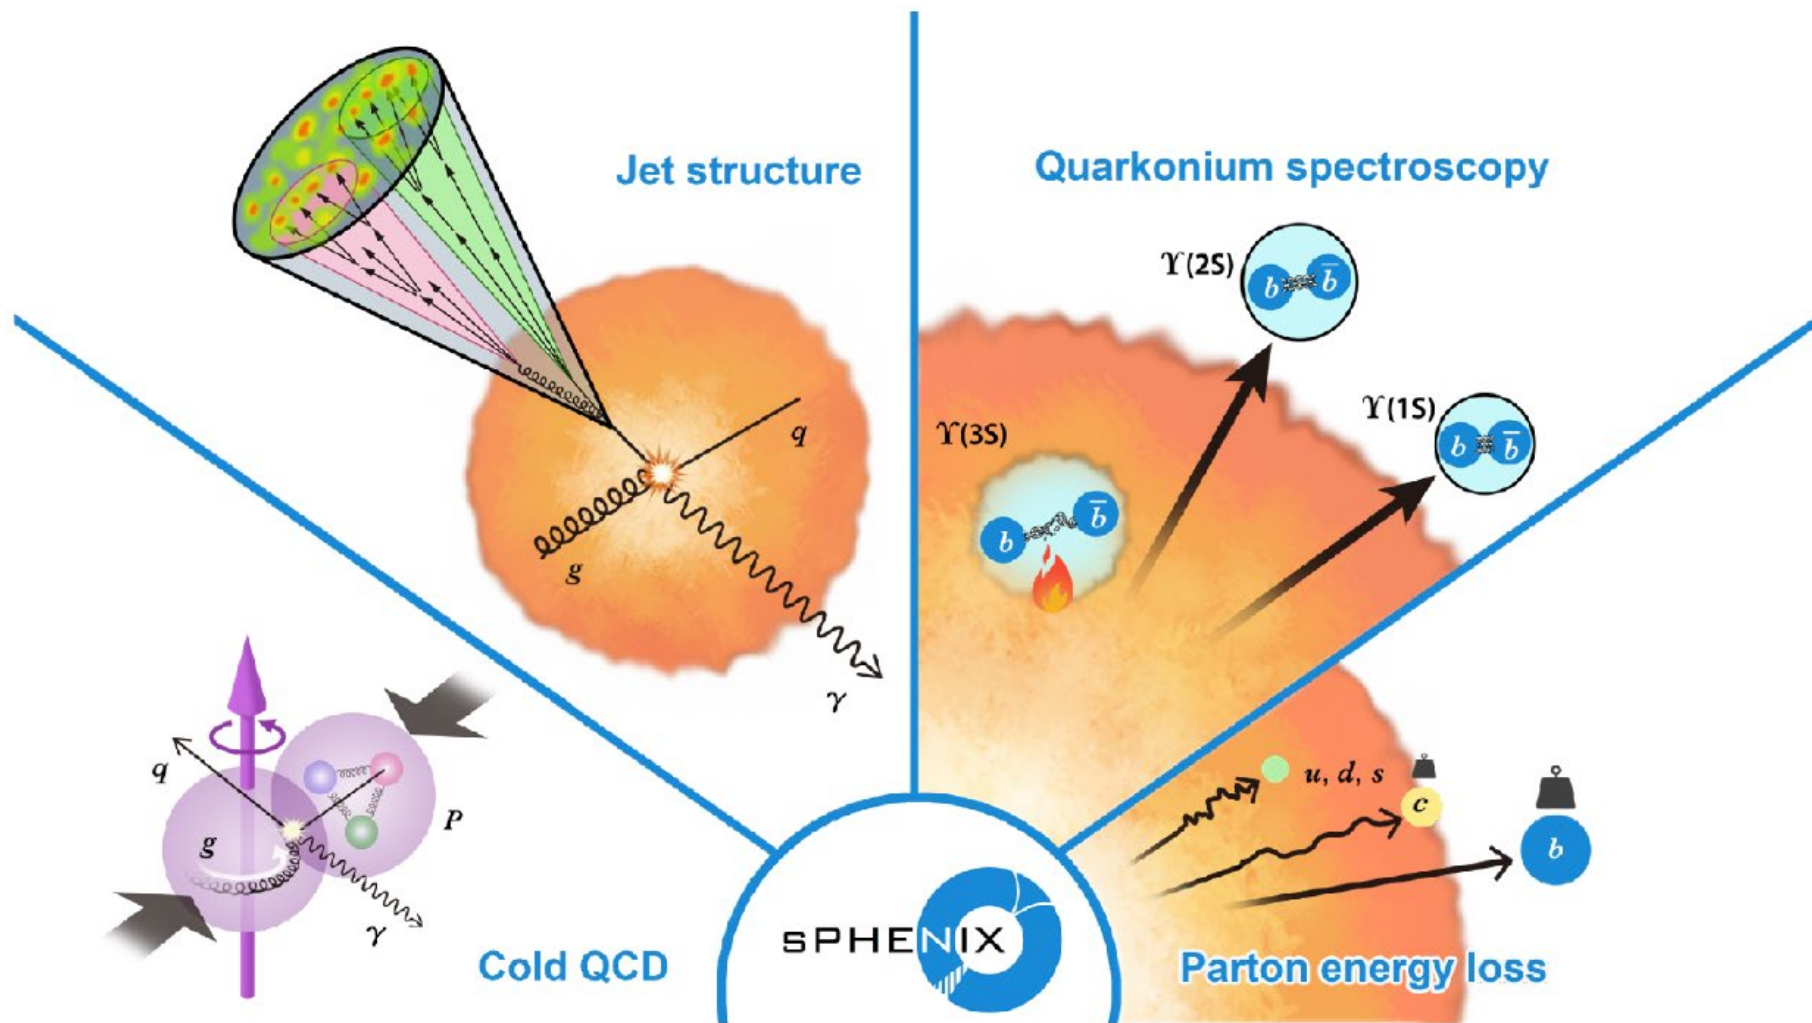 Jet structure
q
g
γ
Quarkonium spectroscopy
ϒ(2S)
b b̅
ϒ(1S)
b b̅
ϒ(3S)
b b̅
q
g
P
γ
Cold QCD
sPHENIX
u, d, s
c
b
Parton energy loss